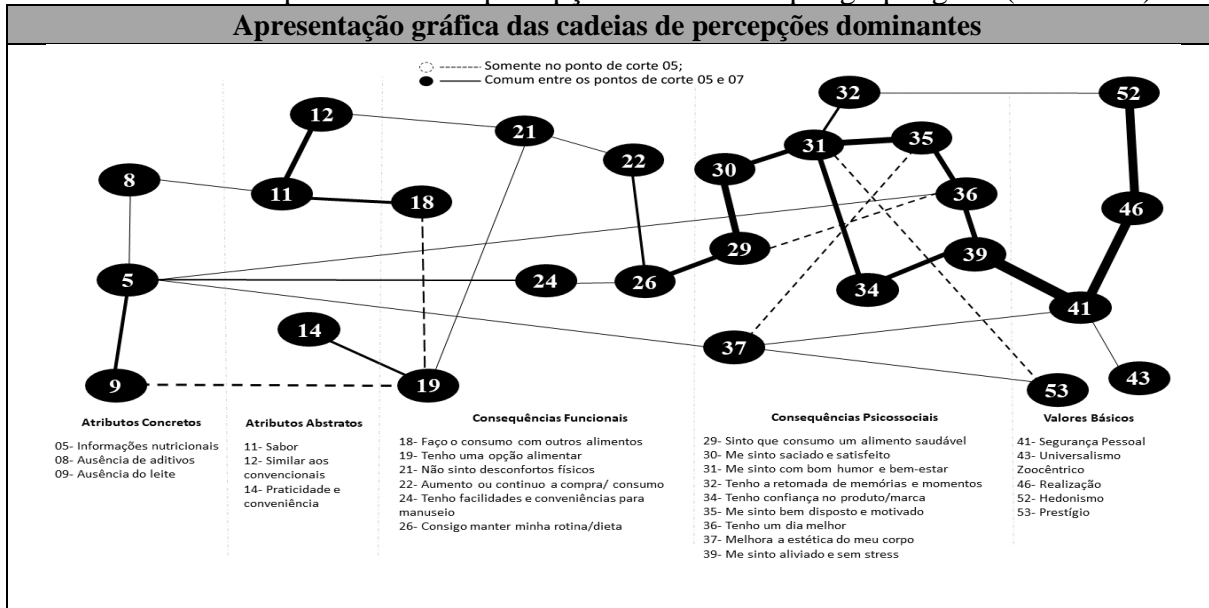 Apresentação gráfica das cadeias de percepções dominantes
Somente no ponto de corte 05;
Comum entre os pontos de corte 05 e 07
32
52
12
21
35
31
22
30
8
11
36
18
46
29
39
5
24
26
34
41
14
37
43
9
19
53
Atributos Concretos
05- Informações nutricionais
08- Ausência de aditivos
09- Ausência do leite
Atributos Abstratos
11- Sabor
12- Similar aos
convencionais
14- Praticidade e
conveniência
Consequências Funcionais
18- Faço o consumo com outros alimentos
19- Tenho uma opção alimentar
21- Não sinto desconfortos físicos
22- Aumento ou continuo a compra/ consumo
24- Tenho facilidades e conveniências para
manuseio
26- Consigo manter minha rotina/dieta
Consequências Psicossociais
29- Sinto que consumo um alimento saudável
30- Me sinto saciado e satisfeito
31- Me sinto com bom humor e bem-estar
32- Tenho a retomada de memórias e momentos
34- Tenho confiança no produto/marca
35- Me sinto bem disposto e motivado
36- Tenho um dia melhor
37- Melhora a estética do meu corpo
39- Me sinto aliviado e sem stress
Valores Básicos
41- Segurança Pessoal
43- Universalismo
Zoocêntrico
46- Realização
52- Hedonismo
53- Prestígio